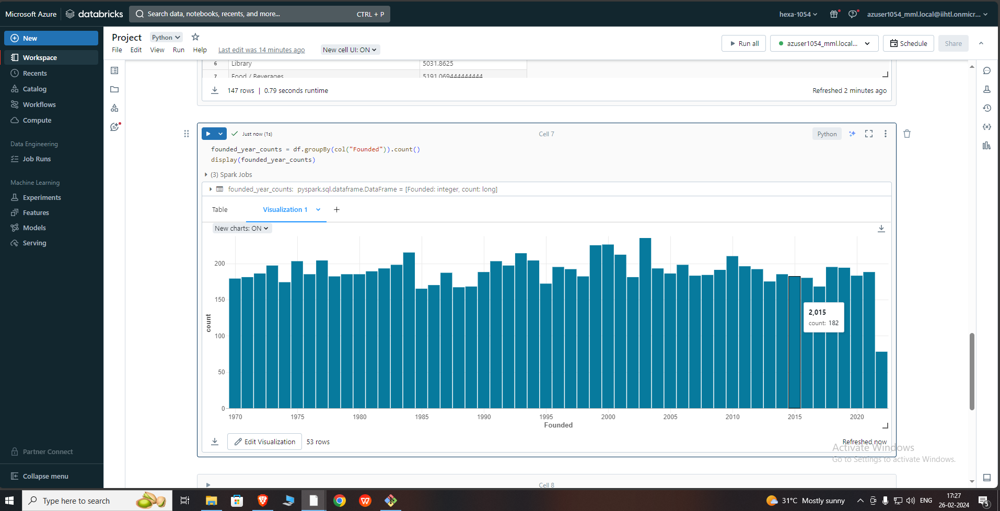 Microsoft Azure databricks Search data, notebooks, recents, and more... CTRL + P hexa-1054 azuser1054_mml.local@iihtl.onmicr...
New
Workspace
Recents
Catalog
Workflows
Compute
Data Engineering
Job Runs
Machine Learning
Experiments
Features
Models
Serving
Partner Connect
Collapse menu
Project Python
File Edit View Run Help Last edit was 14 minutes ago New cell UI: ON
Run all azuser1054_mml.local... Schedule Share
6 Library 5031.8625
7 Food / Beverages 5191.069444444444
147 rows | 0.79 seconds runtime Refreshed 2 minutes ago
Just now (1s) Cell 7 Python
founded_year_counts = df.groupBy(col("Founded")).count()
display(founded_year_counts)
(3) Spark Jobs
founded_year_counts: pyspark.sql.dataframe.DataFrame = [Founded: integer, count: long]
Table Visualization 1 +
New charts: ON
200
150
100
50
0
count
2,015
count: 182
1970 1975 1980 1985 1990 1995 2000 2005 2010 2015 2020
Founded
Edit Visualization 53 rows Refreshed now
Activate Windows
Go to Settings to activate Windows.
Cell 8
Type here to search 31°C Mostly sunny ENG 17:27
26-02-2024 5